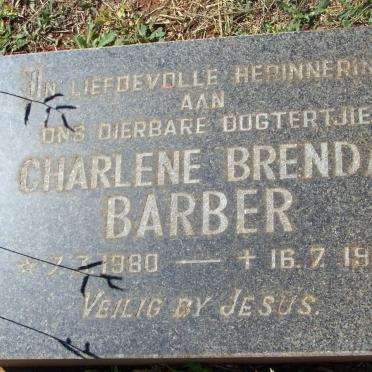 IN LIEFDEVOLLE HERINNERIN
AAN
ONS DIERBARE DOGTERTJIE
CHARLENE BRENDA
BARBER
* 7.7.1980 — + 16.7 19
VEILIG BY JESUS.